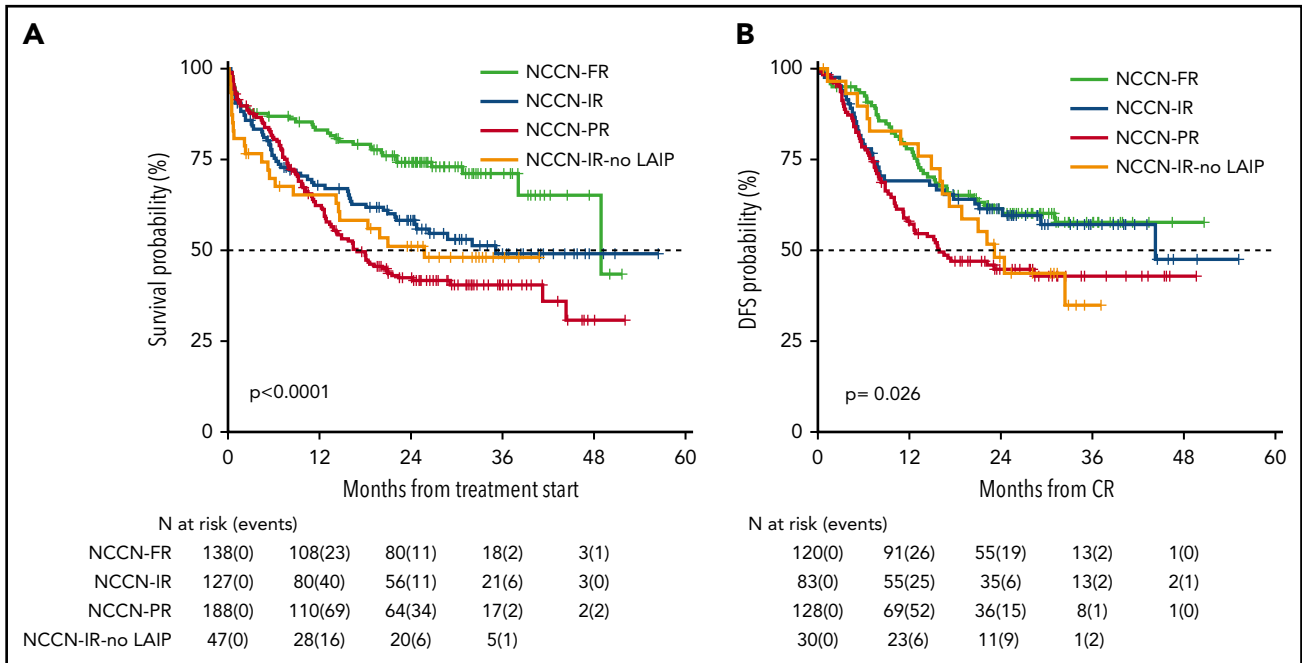 A
100
75
50
25
0
Survival probability (%)
NCCN-FR
NCCN-IR
NCCN-PR
NCCN-IR-no LAIP
p<0.0001
0 12 24 36 48 60
Months from treatment start
B
100
75
50
25
0
DFS probability (%)
NCCN-FR
NCCN-IR
NCCN-PR
NCCN-IR-no LAIP
p= 0.026
0 12 24 36 48 60
Months from CR
N at risk (events)
NCCN-FR 138(0) 108(23) 80(11) 18(2) 3(1)
NCCN-IR 127(0) 80(40) 56(11) 21(6) 3(0)
NCCN-PR 188(0) 110(69) 64(34) 17(2) 2(2)
NCCN-IR-no LAIP 47(0) 28(16) 20(6) 5(1)
N at risk (events)
120(0) 91(26) 55(19) 13(2) 1(0)
83(0) 55(25) 35(6) 13(2) 2(1)
128(0) 69(52) 36(15) 8(1) 1(0)
30(0) 23(6) 11(9) 1(2)